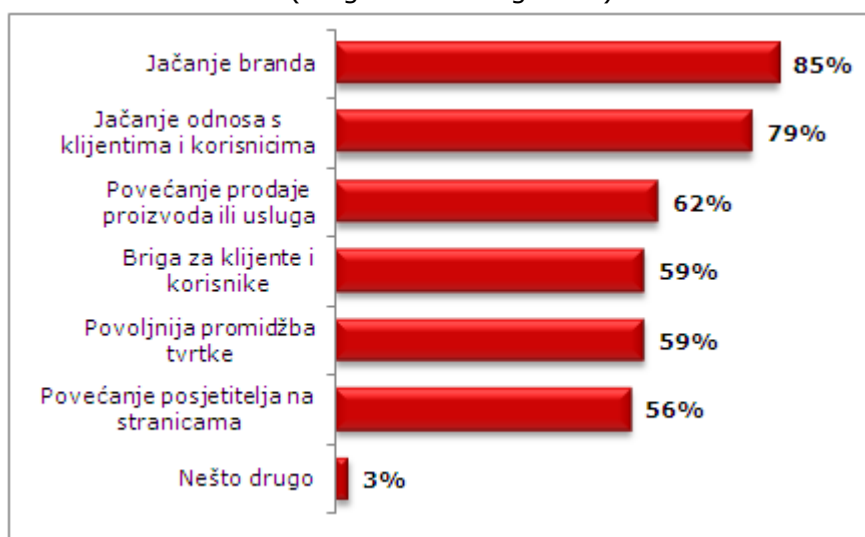 Jačanje branda
85%
Jačanje odnosa s
klijentima i korisnicima
79%
Povećanje prodaje
proizvoda ili usluga
62%
Briga za klijente i
korisnike
59%
Povoljnija promidžba
tvrtke
59%
Povećanje posjetitelja na
stranicama
56%
Nešto drugo
3%